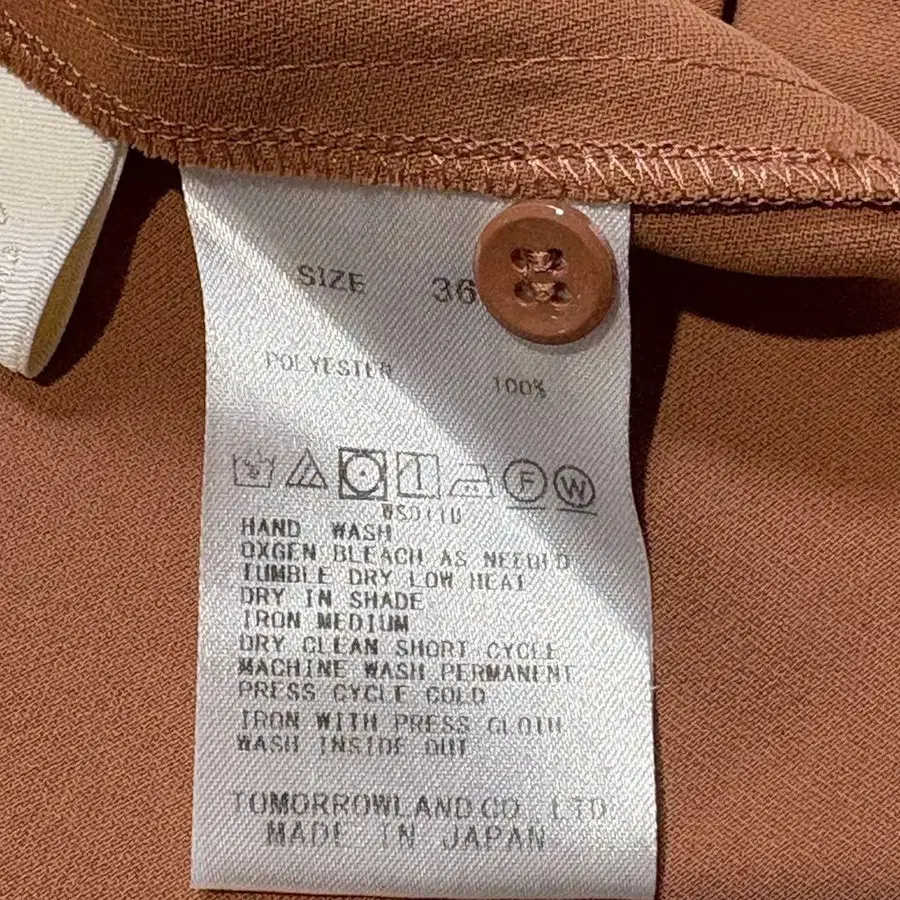 SIZE 36
POLYESTER 100%
F W
HAND WASH
OXGEN BLEACH AS NEEDED
TUMBLE DRY LOW HEAT
DRY IN SHADE
IRON MEDIUM
DRY CLEAN SHORT CYCLE
MACHINE WASH PERMANENT
PRESS CYCLE COLD
IRON WITH PRESS CLOTH
WASH INSIDE OUT
TOMORROWLAND CO. LTD
MADE IN JAPAN